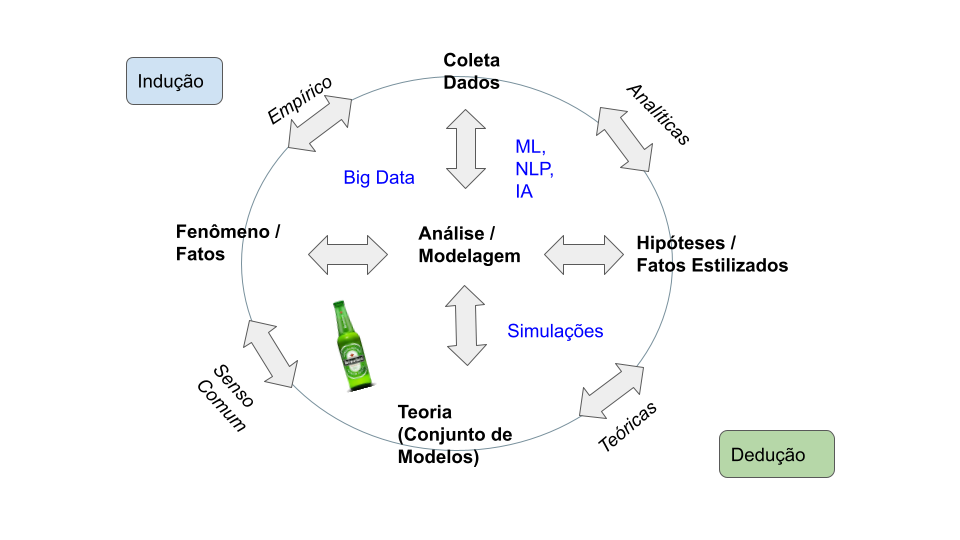 Coleta
Dados
Indução
Empírico
Analíticas
ML,
NLP,
IA
Big Data
Fenômeno /
Fatos
Análise /
Modelagem
Hipóteses /
Fatos Estilizados
Simulações
Senso
Comum
Teoria
(Conjunto de
Modelos)
Teóricas
Dedução